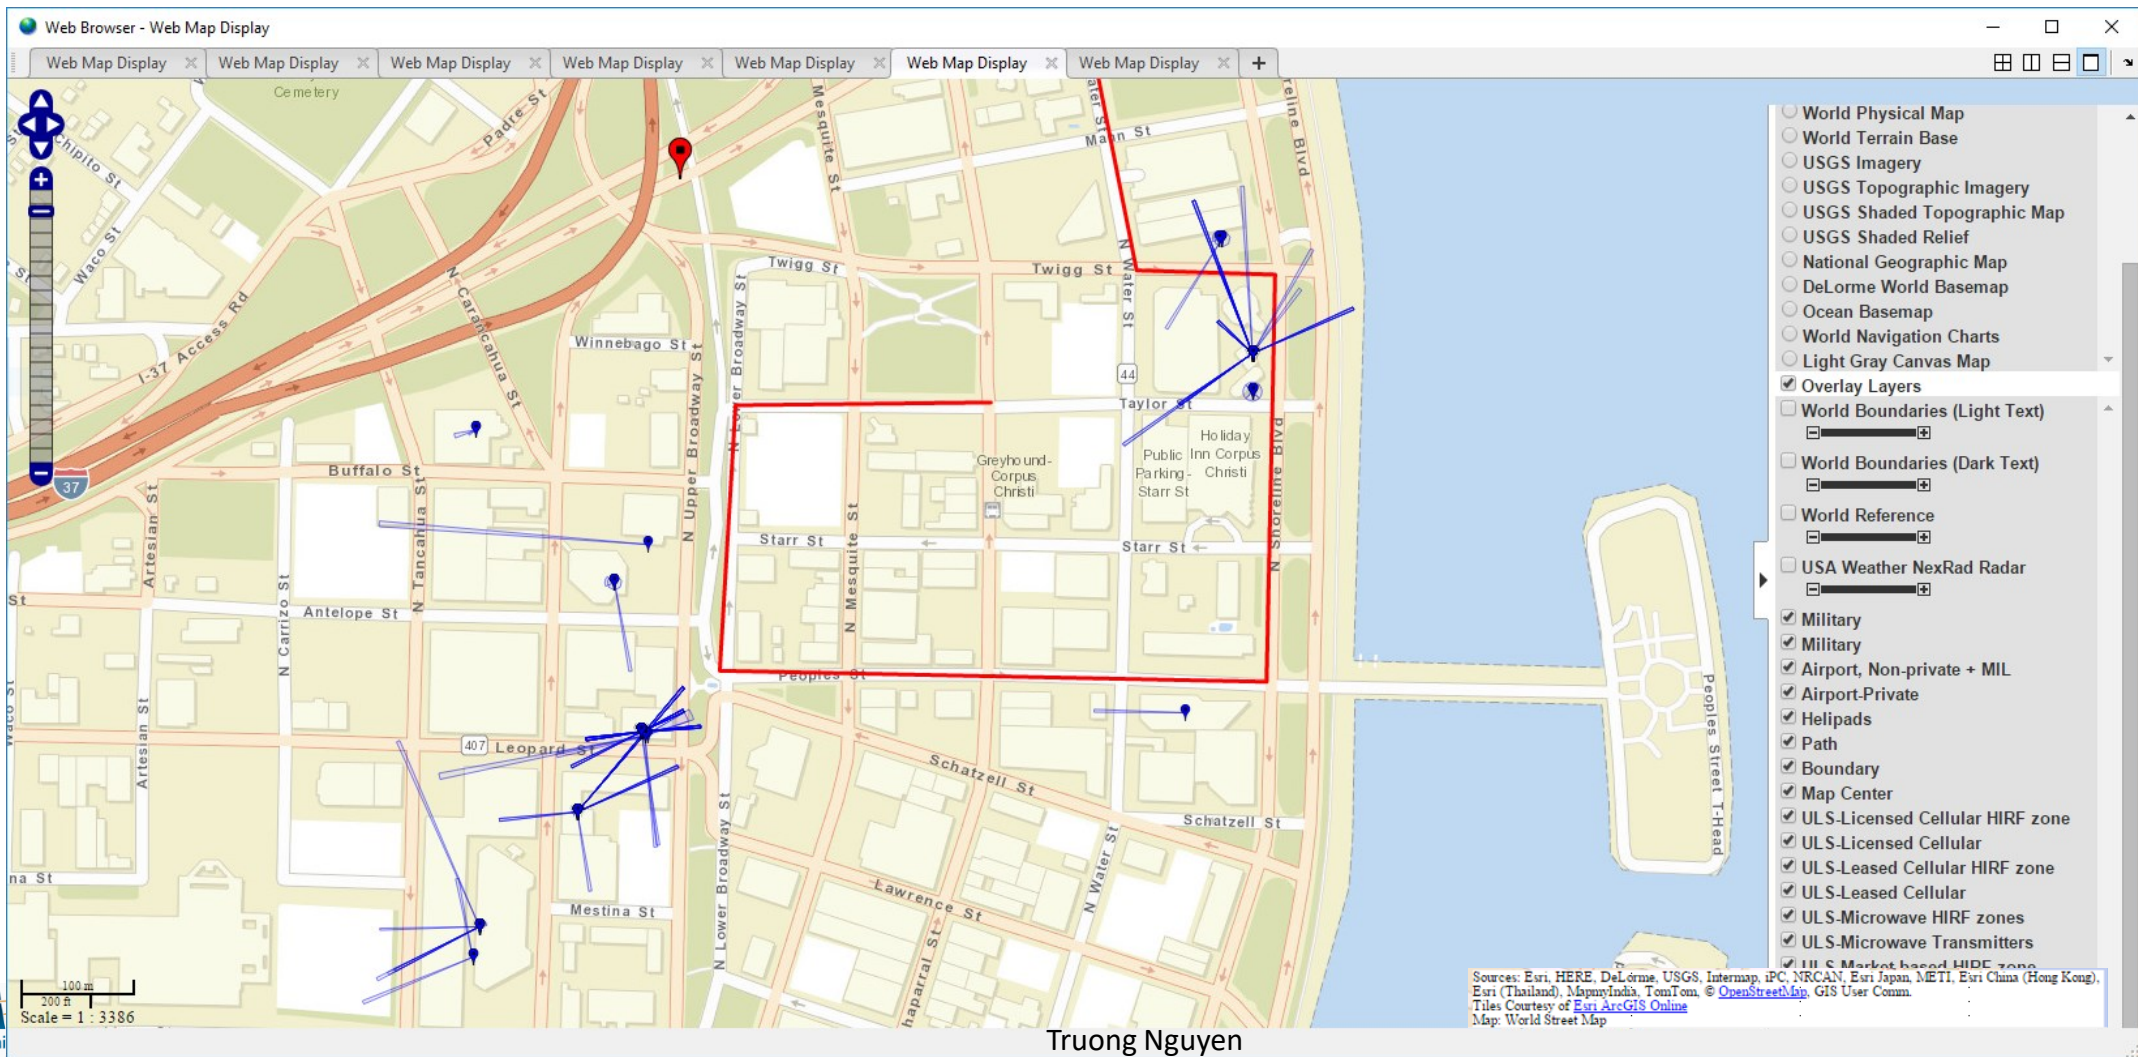 Web Browser - Web Map Display
Web Map Display
Web Map Display
Web Map Display
Web Map Display
Web Map Display
Web Map Display
Web Map Display
Cemetery
Padre St
Mesquite St
Main St
Chipito St
Waco St
Twigg St
Twigg St
N Water St
I-37 Access Rd
N Carancahua St
Winnebago St
N Lower Broadway St
N Upper Broadway St
44
Taylor St
Holiday
Inn Corpus
Christi
Public
Parking -
Starr St
Greyhound-
Corpus
Christi
N Shoreline Blvd
Buffalo St
37
Artesian St
N Tancahua St
N Mesquite St
Starr St
Starr St
N Carrizo St
Antelope St
Peoples St
Artesian St
407
Leopard St
Schatzell St
Schatzell St
Peoples Street T-Head
N Lower Broadway St
N Water St
Lawrence St
Mestina St
100 m
200 ft
Scale = 1 : 3386
World Physical Map
World Terrain Base
USGS Imagery
USGS Topographic Imagery
USGS Shaded Topographic Map
USGS Shaded Relief
National Geographic Map
DeLorme World Basemap
Ocean Basemap
World Navigation Charts
Light Gray Canvas Map
Overlay Layers
World Boundaries (Light Text)
World Boundaries (Dark Text)
World Reference
USA Weather NexRad Radar
Military
Military
Airport, Non-private + MIL
Airport-Private
Helipads
Path
Boundary
Map Center
ULS-Licensed Cellular HIRF zone
ULS-Licensed Cellular
ULS-Leased Cellular HIRF zone
ULS-Leased Cellular
ULS-Microwave HIRF zones
ULS-Microwave Transmitters
ULS-Market based HIRF zone
Sources: Esri, HERE, DeLorme, USGS, Intermap, iPC, NRCAN, Esri Japan, METI, Esri China (Hong Kong),
Esri (Thailand), MapmyIndia, TomTom, © OpenStreetMap, GIS User Comm.
Tiles Courtesy of Esri ArcGIS Online
Map: World Street Map
Truong Nguyen